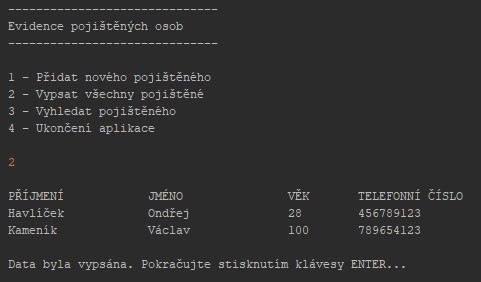 ------------------------------
Evidence pojištěných osob
------------------------------
1 - Přidat nového pojištěného
2 - Vypsat všechny pojištěné
3 - Vyhledat pojištěného
4 - Ukončení aplikace
2
PŘÍJMENÍ JMÉNO VĚK TELEFONNÍ ČÍSLO
Havlíček Ondřej 28 456789123
Kameník Václav 100 789654123
Data byla vypsána. Pokračujte stisknutím klávesy ENTER...